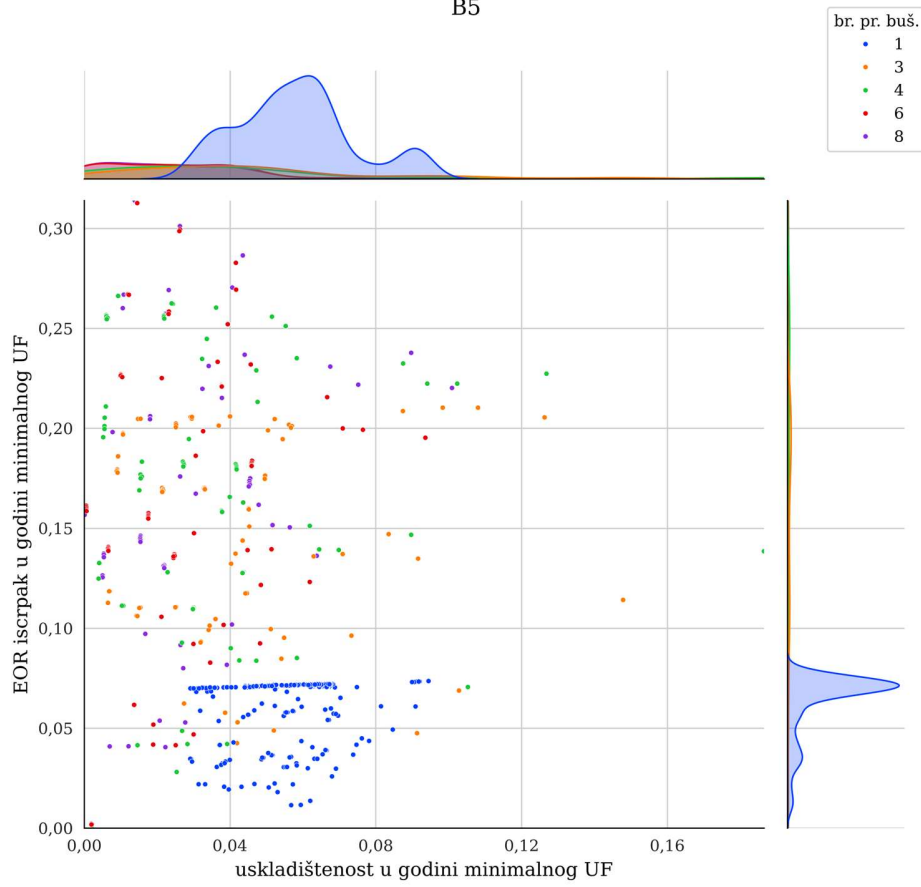 B5
br. pr. buš.
1
3
4
6
8
0,30
0,25
0,20
0,15
0,10
0,05
0,00
EOR iscrpak u godini minimalnog UF
0,00 0,04 0,08 0,12 0,16
uskladištenost u godini minimalnog UF